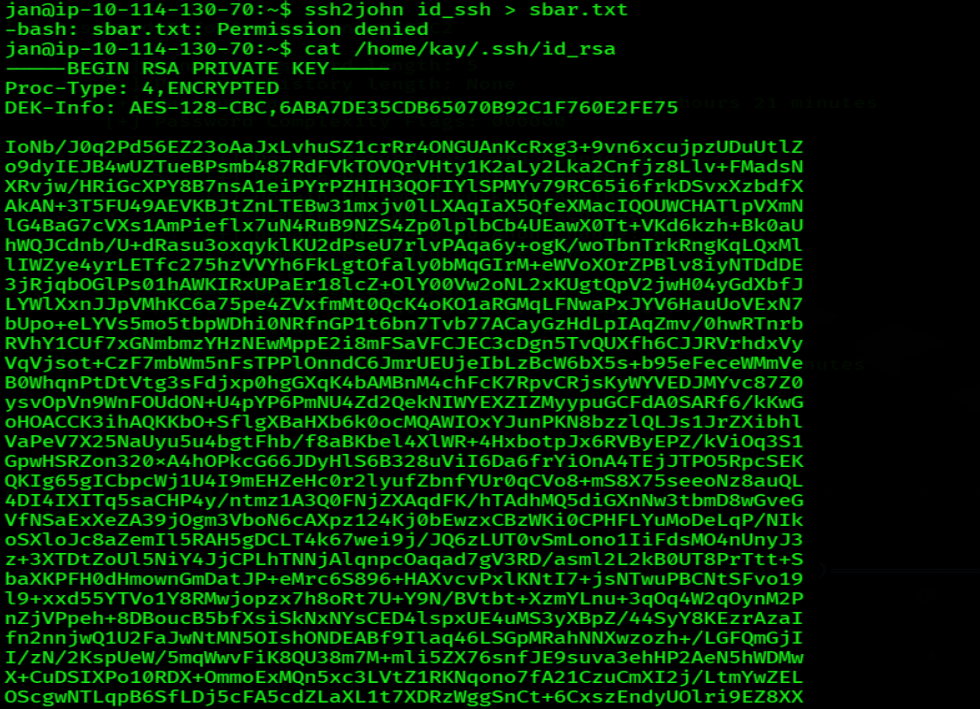 jan@ip-10-114-130-70:~$ ssh2john id_ssh > sbar.txt
-bash: sbar.txt: Permission denied
jan@ip-10-114-130-70:~$ cat /home/kay/.ssh/id_rsa
-----BEGIN RSA PRIVATE KEY-----
Proc-Type: 4,ENCRYPTED
DEK-Info: AES-128-CBC,6ABA7DE35CDB65070B92C1F760E2FE75
IoNb/J0q2Pd56EZ23oAaJxLvhuSZ1crRr4ONGUAnKcRxg3+9vn6xcujpzUDuUtlZ
o9dyIEJB4wUZTueBPsmb487RdFVkTOVQrVHty1K2aLy2Lka2Cnfjz8Llv+FMadsN
XRvjw/HRiGcXPY8B7nsA1eiPYrPZHIH3QOFIYlSPMYv79RC65i6frkDSvxXzbdfX
AkAN+3T5FU49AEVKBJtZnLTEBw31mxjv0lLXAqIaX5QfeXMacIQOUWCHATlpVXmN
lG4BaG7cVXs1AmPieflx7uN4RuB9NZS4Zp0lplbCb4UEawX0Tt+VKd6kzh+Bk0aU
hWQJCdnb/U+dRasu3oxqyklKU2dPseU7rlvPAqa6y+ogK/woTbnTrkRngKqLQxMl
lIWZye4yrLETfc275hzVVYh6FkLgtOfaly0bMqGIrM+eWVoXOrZPBlv8iyNTDdDE
3jRjqbOGlPs01hAWKIRxUPaEr18lcZ+OlY00Vw2oNL2xKUgtQpV2jwH04yGdXbfJ
LYWlXxnJJpVMhKC6a75pe4ZVxfmMt0QcK4oKO1aRGMqLFNwaPxJYV6HauUoVExN7
bUpo+eLYVs5mo5tbpWDhi0NRfnGP1t6bn7Tvb77ACayGzHdLpIAqZmv/0hwRTnrb
RVhY1CUf7xGNmbmzYHzNEwMppE2i8mFSaVFCJEC3cDgn5TvQUXfh6CJJRVrhdxVy
VqVjsot+CzF7mbWm5nFsTPPlOnndC6JmrUEUjeIbLzBcW6bX5s+b95eFeceWMmVe
B0WhqnPtDtVtg3sFdjxp0hgGXqK4bAMBnM4chFcK7RpvCRjsKyWYVEDJMYvc87Z0
ysvOpVn9WnFOUdON+U4pYP6PmNU4Zd2QekNIWYEXZIZMyypuGCFdA0SARf6/kKwG
oHOACCK3ihAQKKbO+SflgXBaHXb6k0ocMQAWIOxYJunPKN8bzzlQLJs1JrZXibhl
VaPeV7X25NaUyu5u4bgtFhb/f8aBKbel4XlWR+4HxbotpJx6RVByEPZ/kViOq3S1
GpwHSRZon320×A4hOPkcG66JDyHlS6B328uViI6Da6frYiOnA4TEjJTPO5RpcSEK
QKIg65gICbpcWj1U4I9mEHZeHc0r2lyufZbnfYUr0qCVo8+mS8X75seeoNz8auQL
4DI4IXITq5saCHP4y/ntmz1A3Q0FNjZXAqdFK/hTAdhMQ5diGXnNw3tbmD8wGveG
VfNSaExXeZA39jOgm3VboN6cAXpz124Kj0bEwzxCBzWKi0CPHFLYuMoDeLqP/NIk
oSXloJc8aZemIl5RAH5gDCLT4k67wei9j/JQ6zLUT0vSmLono1IiFdsMO4nUnyJ3
z+3XTDtZoUl5NiY4JjCPLhTNNjAlqnpcOaqad7gV3RD/asml2L2kB0UT8PrTtt+S
baXKPFH0dHmownGmDatJP+eMrc6S896+HAXvcvPxlKNtI7+jsNTwuPBCNtSFvo19
l9+xxd55YTVo1Y8RMwjopzx7h8oRt7U+Y9N/BVtbt+XzmYLnu+3qOq4W2qOynM2P
nZjVPpeh+8DBoucB5bfXsiSkNxNYsCED4lspxUE4uMS3yXBpZ/44SyY8KEzrAzaI
fn2nnjwQ1U2FaJwNtMN5OIshONDEABf9Ilaq46LSGpMRahNNXwzozh+/LGFQmGjI
I/zN/2KspUeW/5mqWwvFiK8QU38m7M+mli5ZX76snfJE9suva3ehHP2AeN5hWDMw
X+CuDSIXPo10RDX+OmmoExMQn5xc3LVtZ1RKNqono7fA21CzuCmXI2j/LtmYwZEL
OScgwNTLqpB6SfLDj5cFA5cdZLaXL1t7XDRzWggSnCt+6CxszEndyUOlri9EZ8XX